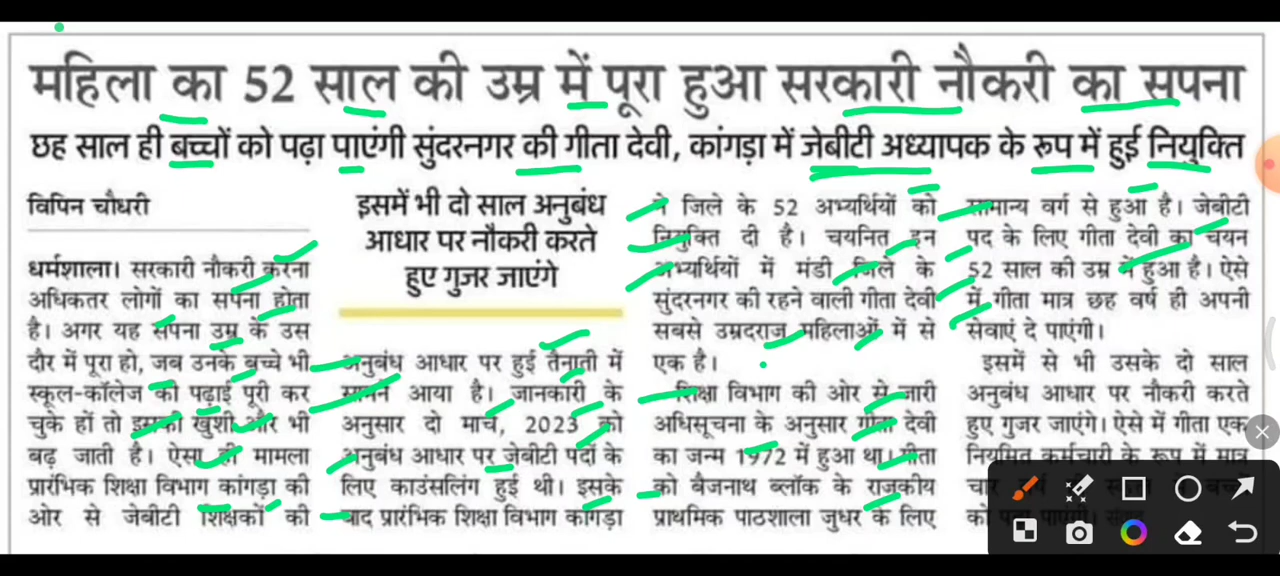 महिला का 52 साल की उम्र में पूरा हुआ सरकारी नौकरी का सपना
छह साल ही बच्चों को पढ़ा पाएंगी सुंदरनगर की गीता देवी, कांगड़ा में जेबीटी अध्यापक के रूप में हुई नियुक्ति
विपिन चौधरी
धर्मशाला। सरकारी नौकरी करना
अधिकतर लोगों का सपना होता
है। अगर यह सपना उम्र के उस
दौर में पूरा हो, जब उनके बच्चे भी
स्कूल-कॉलेज की पढ़ाई पूरी कर
चुके हों तो इसकी खुशी और भी
बढ़ जाती है। ऐसा ही मामला
प्रारंभिक शिक्षा विभाग कांगड़ा की
ओर से जेबीटी शिक्षकों की
इसमें भी दो साल अनुबंध
आधार पर नौकरी करते
हुए गुजर जाएंगे
अनुबंध आधार पर हुई तैनाती में
सामने आया है। जानकारी के
अनुसार दो मार्च, 2023 को
अनुबंध आधार पर जेबीटी पदों के
लिए काउंसलिंग हुई थी। इसके
बाद प्रारंभिक शिक्षा विभाग कांगड़ा
ने जिले के 52 अभ्यर्थियों को
नियुक्ति दी है। चयनित इन
अभ्यर्थियों में मंडी जिले के
सुंदरनगर की रहने वाली गीता देवी
सबसे उम्रदराज महिलाओं में से
एक है।
शिक्षा विभाग की ओर से जारी
अधिसूचना के अनुसार गीता देवी
का जन्म 1972 में हुआ था। गीता
को बैजनाथ ब्लॉक के राजकीय
प्राथमिक पाठशाला जुधर के लिए
सामान्य वर्ग से हुआ है। जेबीटी
पद के लिए गीता देवी का चयन
52 साल की उम्र में हुआ है। ऐसे
में गीता मात्र छह वर्ष ही अपनी
सेवाएं दे पाएंगी।
इसमें से भी उसके दो साल
अनुबंध आधार पर नौकरी करते
हुए गुजर जाएंगे। ऐसे में गीता एक
नियमित कर्मचारी के रूप में मात्र
चार
को